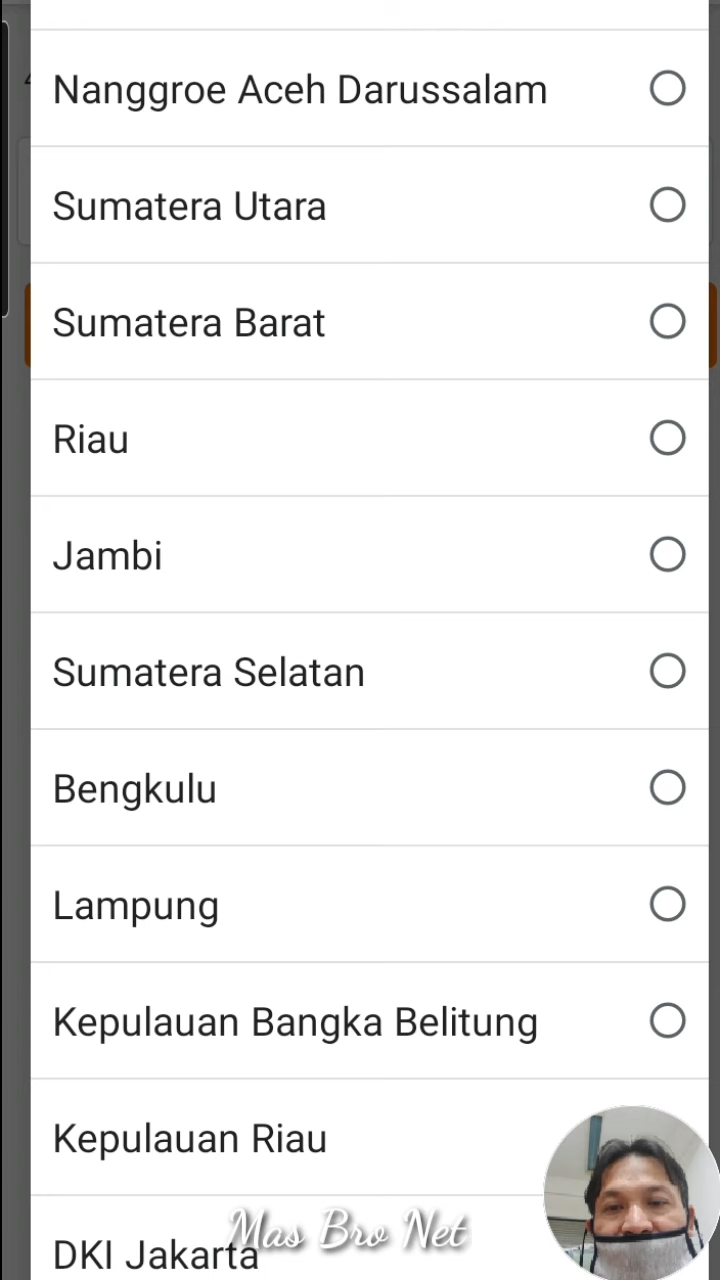 Nanggroe Aceh Darussalam
Sumatera Utara
Sumatera Barat
Riau
Jambi
Sumatera Selatan
Bengkulu
Lampung
Kepulauan Bangka Belitung
Kepulauan Riau
Mas Bro Net
DKI Jakarta